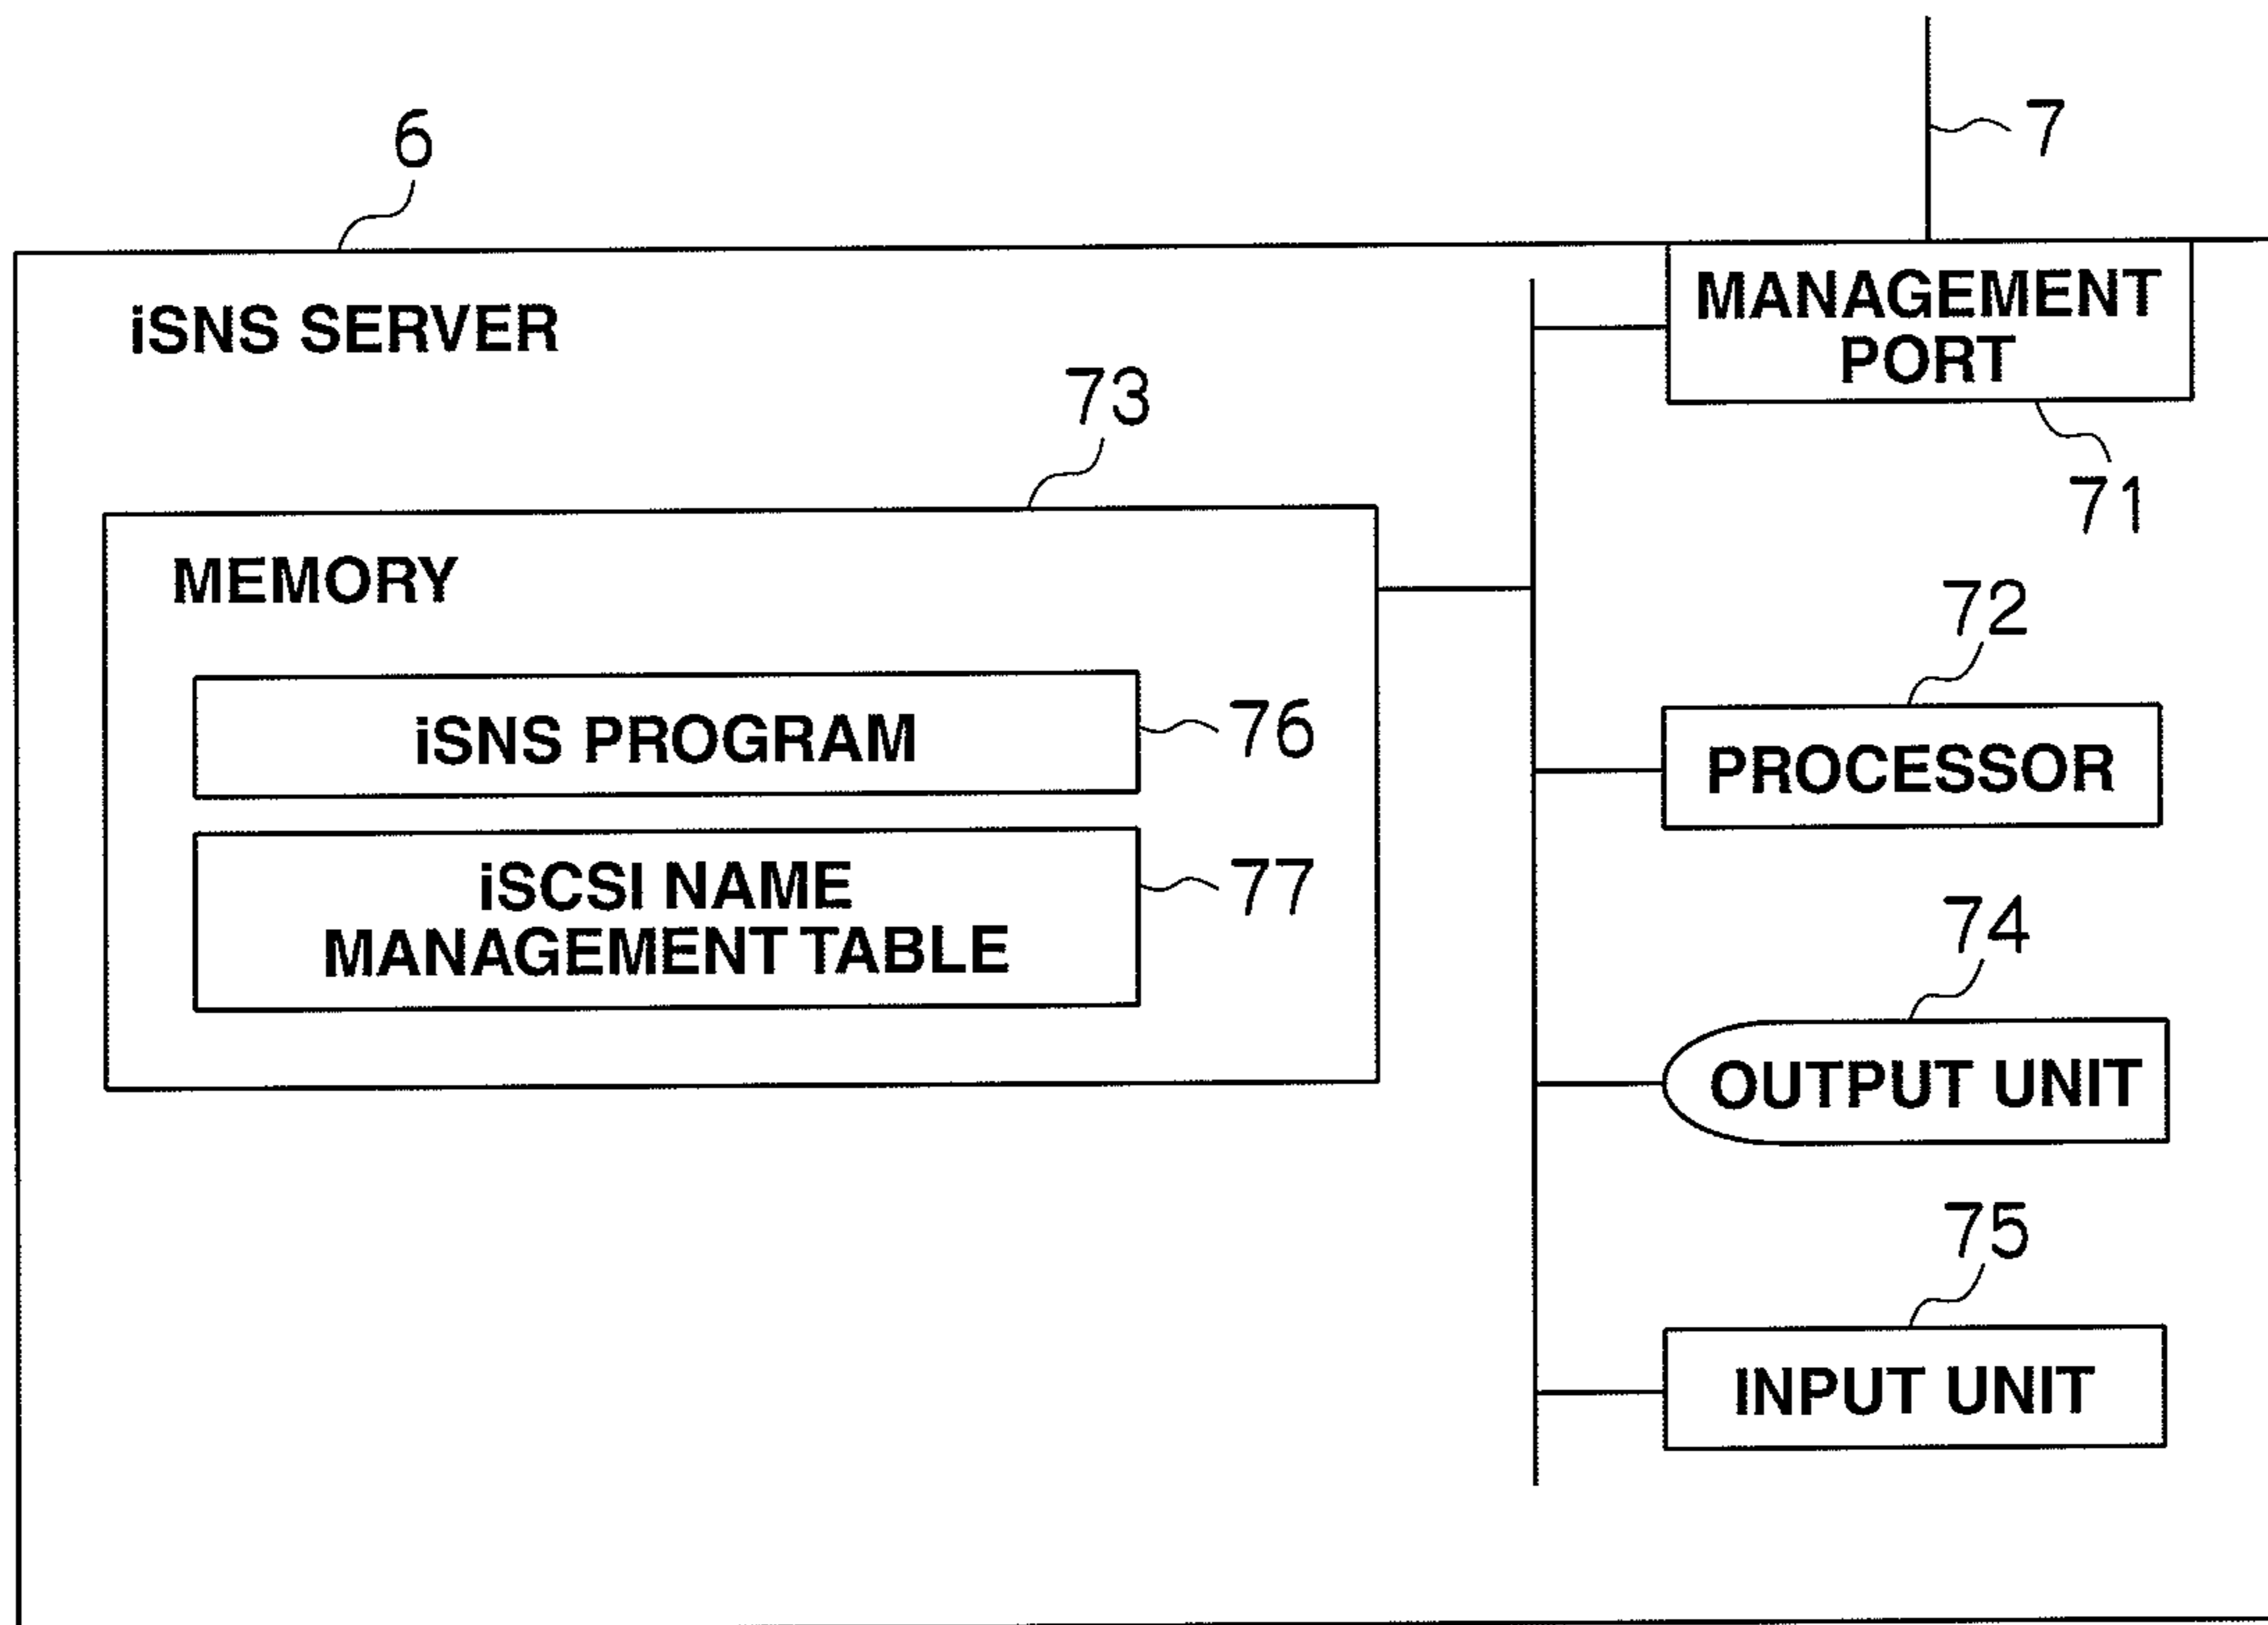 7
6
iSNS SERVER
MANAGEMENT
PORT
71
73
MEMORY
iSNS PROGRAM
76
iSCSI NAME
MANAGEMENT TABLE
77
72
PROCESSOR
74
OUTPUT UNIT
75
INPUT UNIT